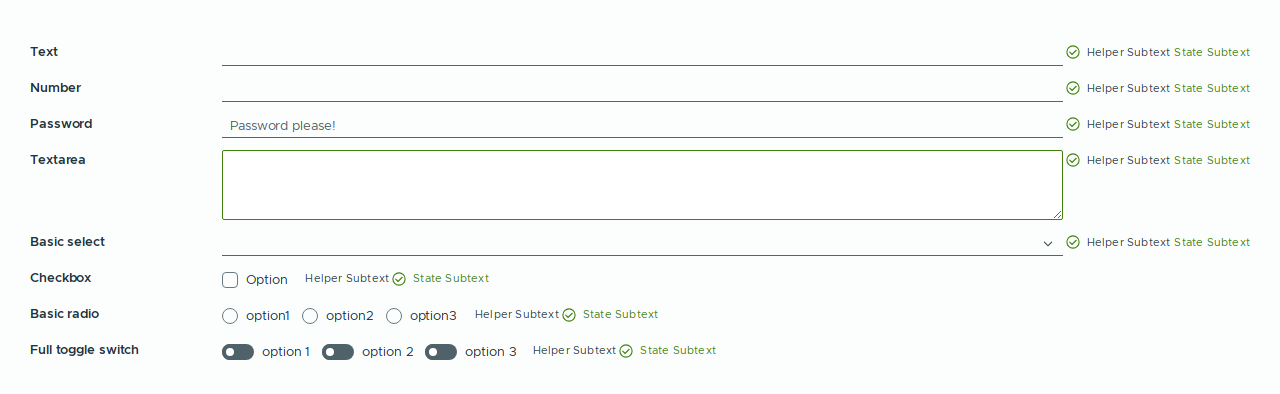 Text Helper Subtext State Subtext
Number Helper Subtext State Subtext
Password Password please! Helper Subtext State Subtext
Textarea Helper Subtext State Subtext
Basic select Helper Subtext State Subtext
Checkbox Option Helper Subtext State Subtext
Basic radio option1 option2 option3 Helper Subtext State Subtext
Full toggle switch option 1 option 2 option 3 Helper Subtext State Subtext